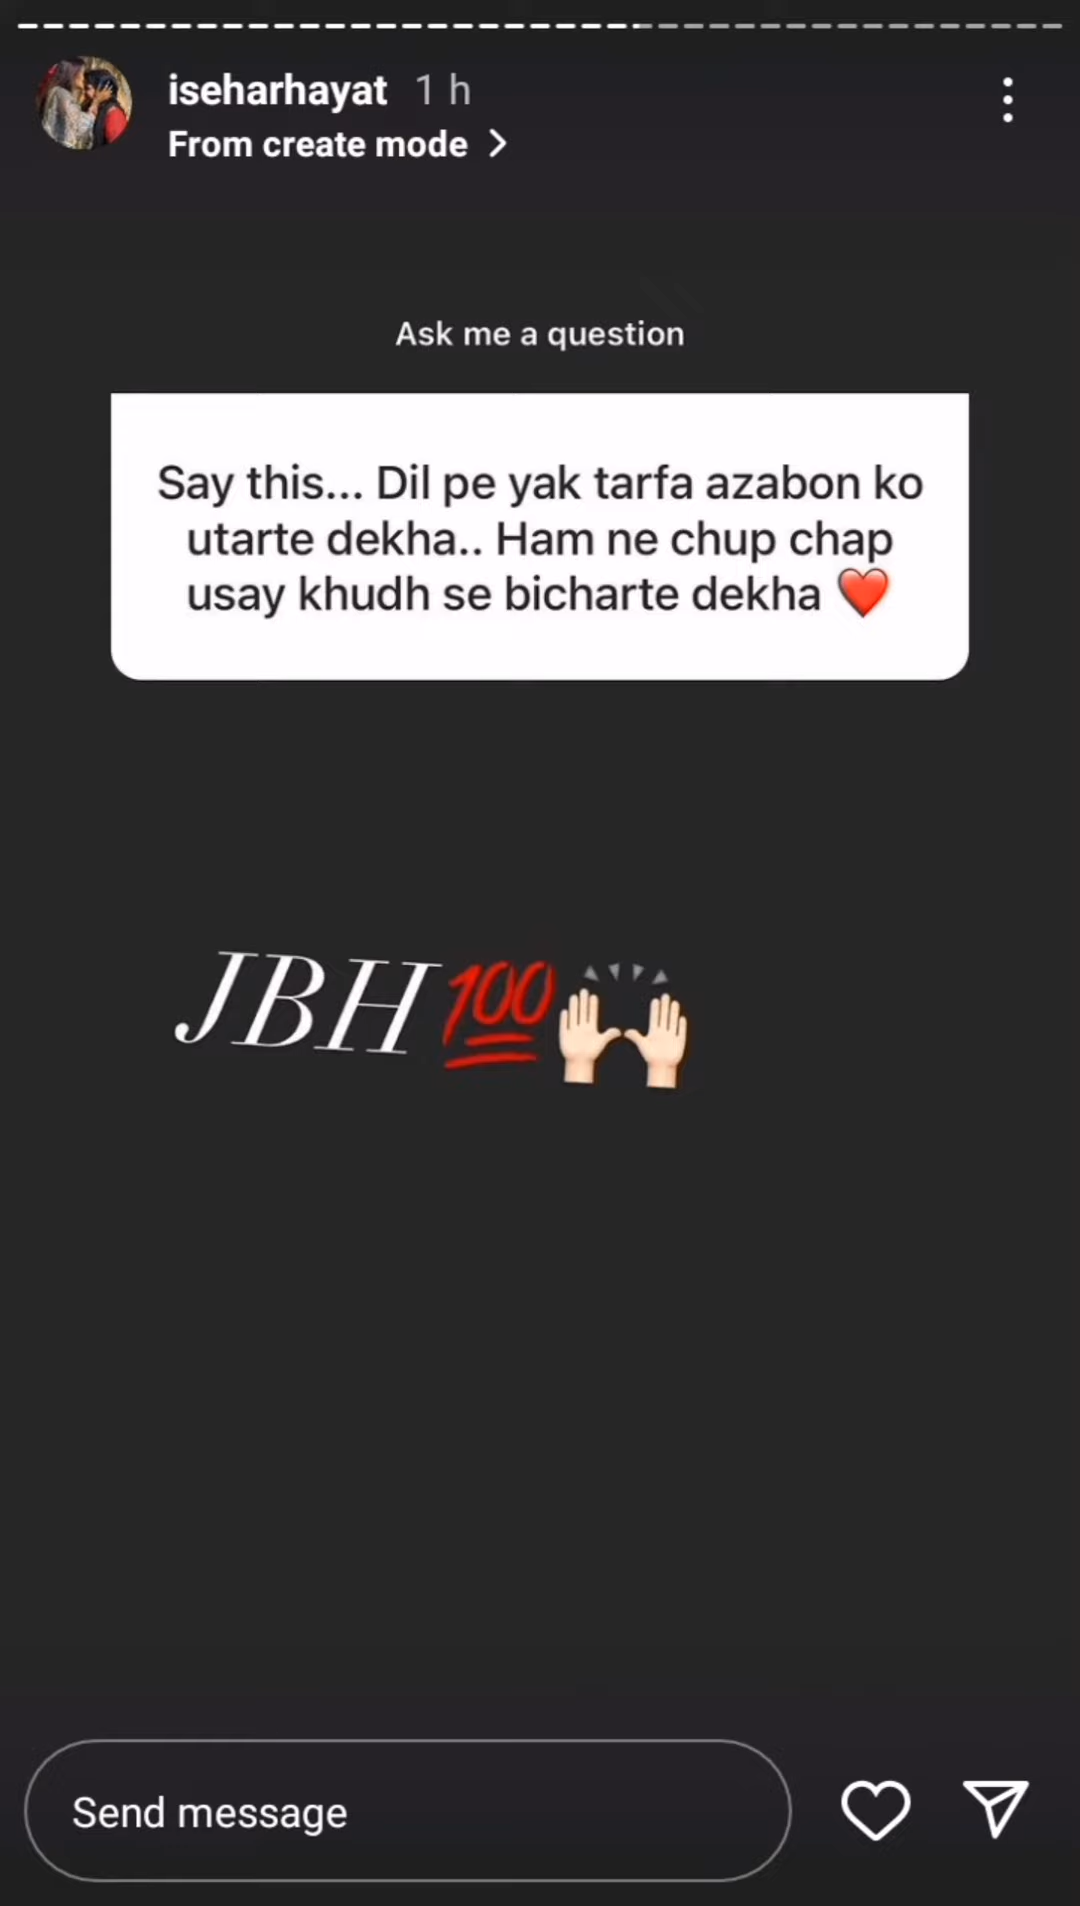 iseharhayat 1 h
From create mode >
Ask me a question
Say this... Dil pe yak tarfa azabon ko
utarte dekha.. Ham ne chup chap
usay khudh se bicharte dekha ❤️
JBH💯🙌🏻
Send message